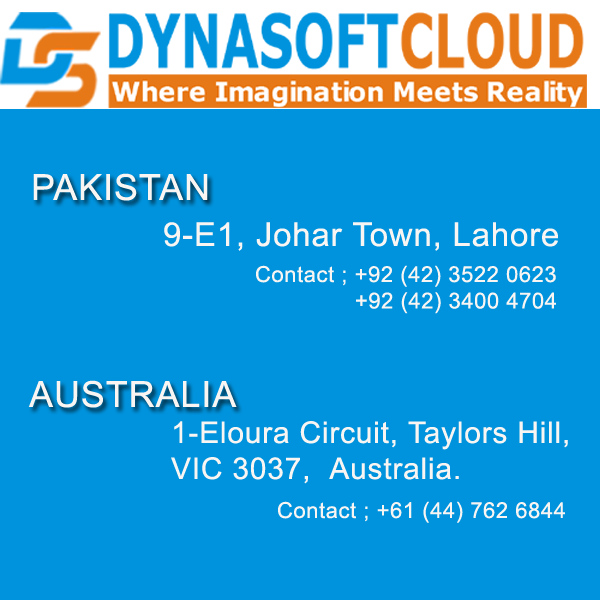 DS DYNASOFTCLOUD
Where Imagination Meets Reality
PAKISTAN
9-E1, Johar Town, Lahore
Contact ; +92 (42) 3522 0623
+92 (42) 3400 4704
AUSTRALIA
1-Eloura Circuit, Taylors Hill,
VIC 3037,  Australia.
Contact ; +61 (44) 762 6844